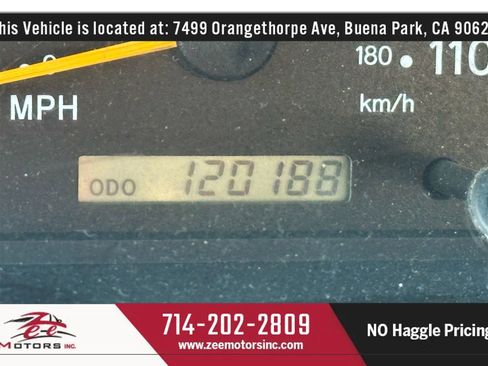 his Vehicle is located at: 7499 Orangethorpe Ave, Buena Park, CA 9062
180 • 110
MPH
km/h
ODO 120188
Zee
MOTORS INC.
714-202-2809
www.zeemotorsinc.com
NO Haggle Pricing